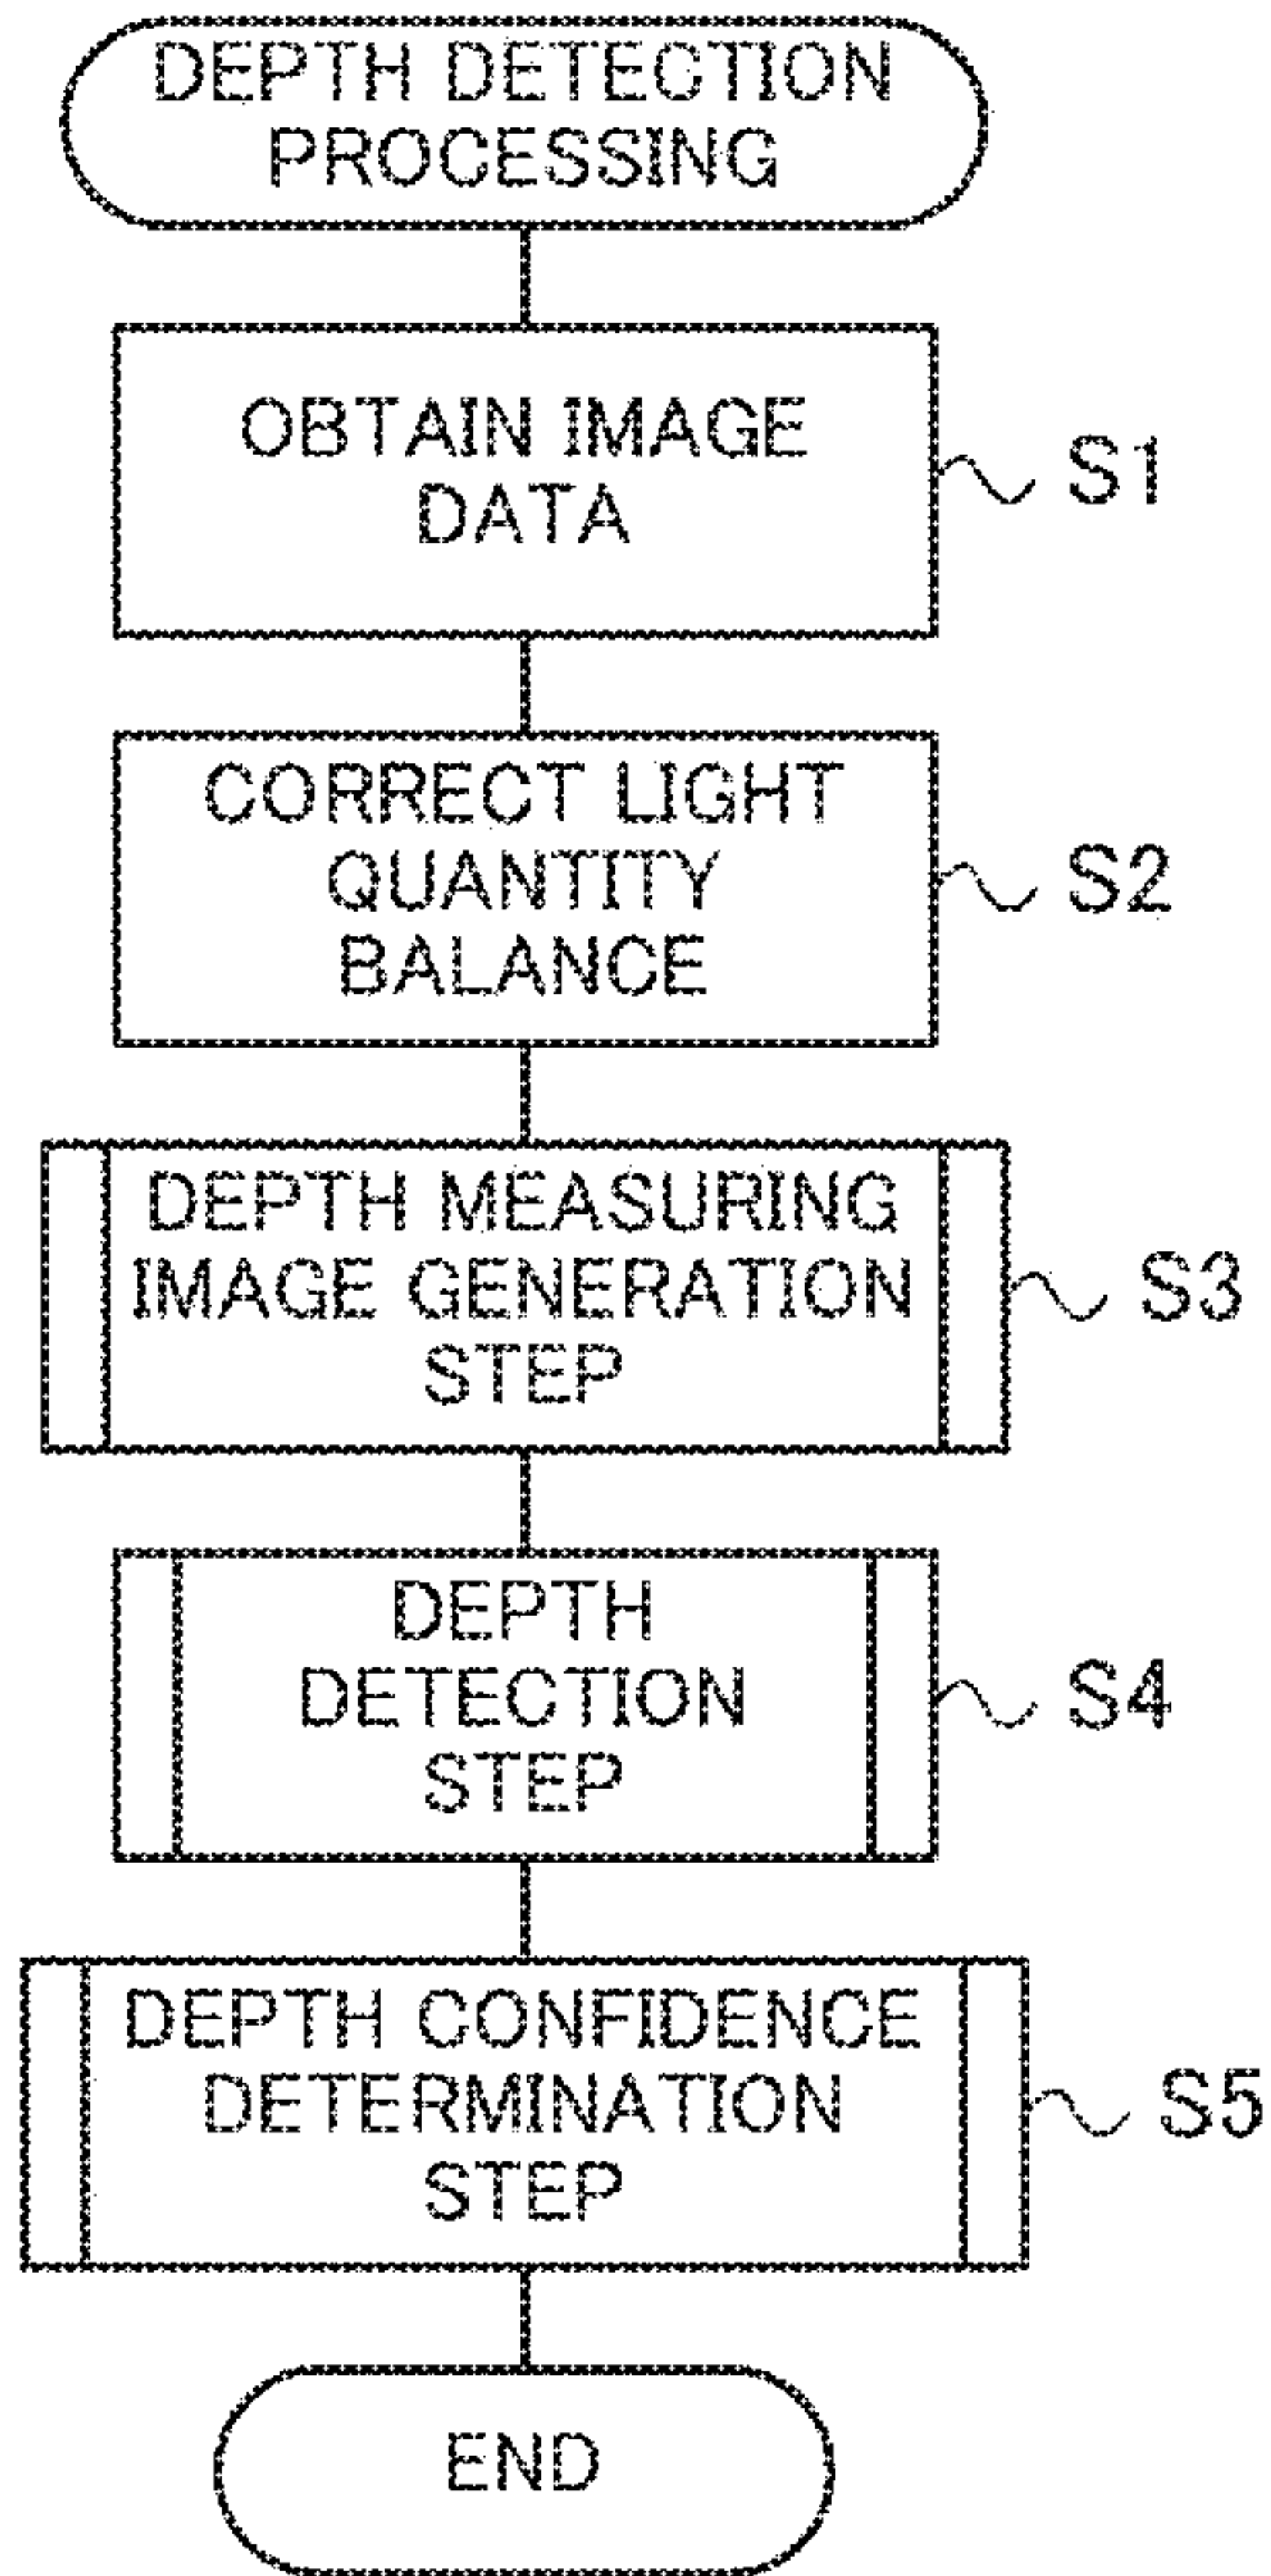 DEPTH DETECTION
PROCESSING
OBTAIN IMAGE
DATA
S1
CORRECT LIGHT
QUANTITY
BALANCE
S2
DEPTH MEASURING
IMAGE GENERATION
STEP
S3
DEPTH
DETECTION
STEP
S4
DEPTH CONFIDENCE
DETERMINATION
STEP
S5
END